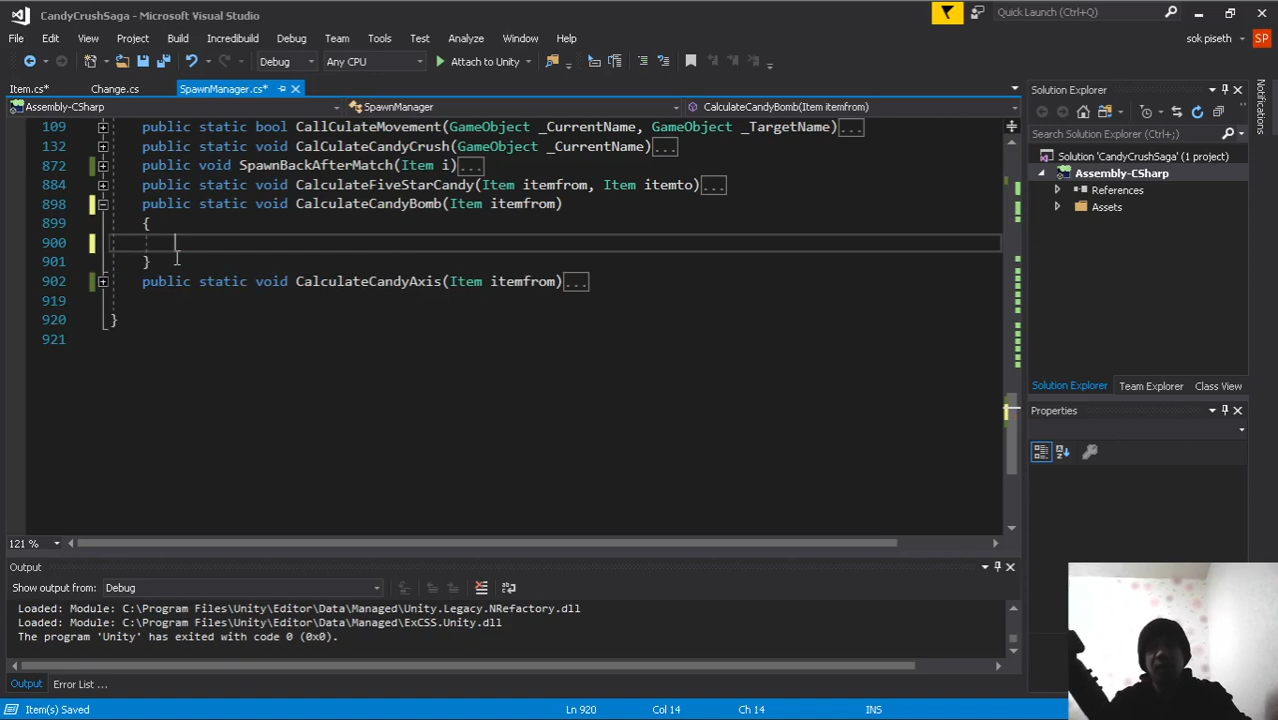 CandyCrushSaga - Microsoft Visual Studio
Quick Launch (Ctrl+Q)
File Edit View Project Build Incredibuild Debug Team Tools Test Analyze Window Help
sok piseth SP
Debug Any CPU Attach to Unity
Item.cs* Change.cs SpawnManager.cs*
Assembly-CSharp SpawnManager CalculateCandyBomb(Item itemfrom)
109 public static bool CallCulateMovement(GameObject _CurrentName, GameObject _TargetName)...
132 public static void CalCulateCandyCrush(GameObject _CurrentName)...
872 public void SpawnBackAfterMatch(Item i)...
884 public static void CalculateFiveStarCandy(Item itemfrom, Item itemto)...
898 public static void CalculateCandyBomb(Item itemfrom)
899 {
900
901 }
902 public static void CalculateCandyAxis(Item itemfrom)...
919
920 }
921
121 %
Output
Show output from: Debug
Loaded: Module: C:\Program Files\Unity\Editor\Data\Managed\Unity.Legacy.NRefactory.dll
Loaded: Module: C:\Program Files\Unity\Editor\Data\Managed\ExCSS.Unity.dll
The program 'Unity' has exited with code 0 (0x0).
Output Error List ...
Item(s) Saved Ln 920 Col 14 Ch 14 INS
Solution Explorer
Search Solution Explorer (Ctrl+;)
Solution 'CandyCrushSaga' (1 project)
Assembly-CSharp
References
Assets
Solution Explorer Team Explorer Class View
Properties
Notifications